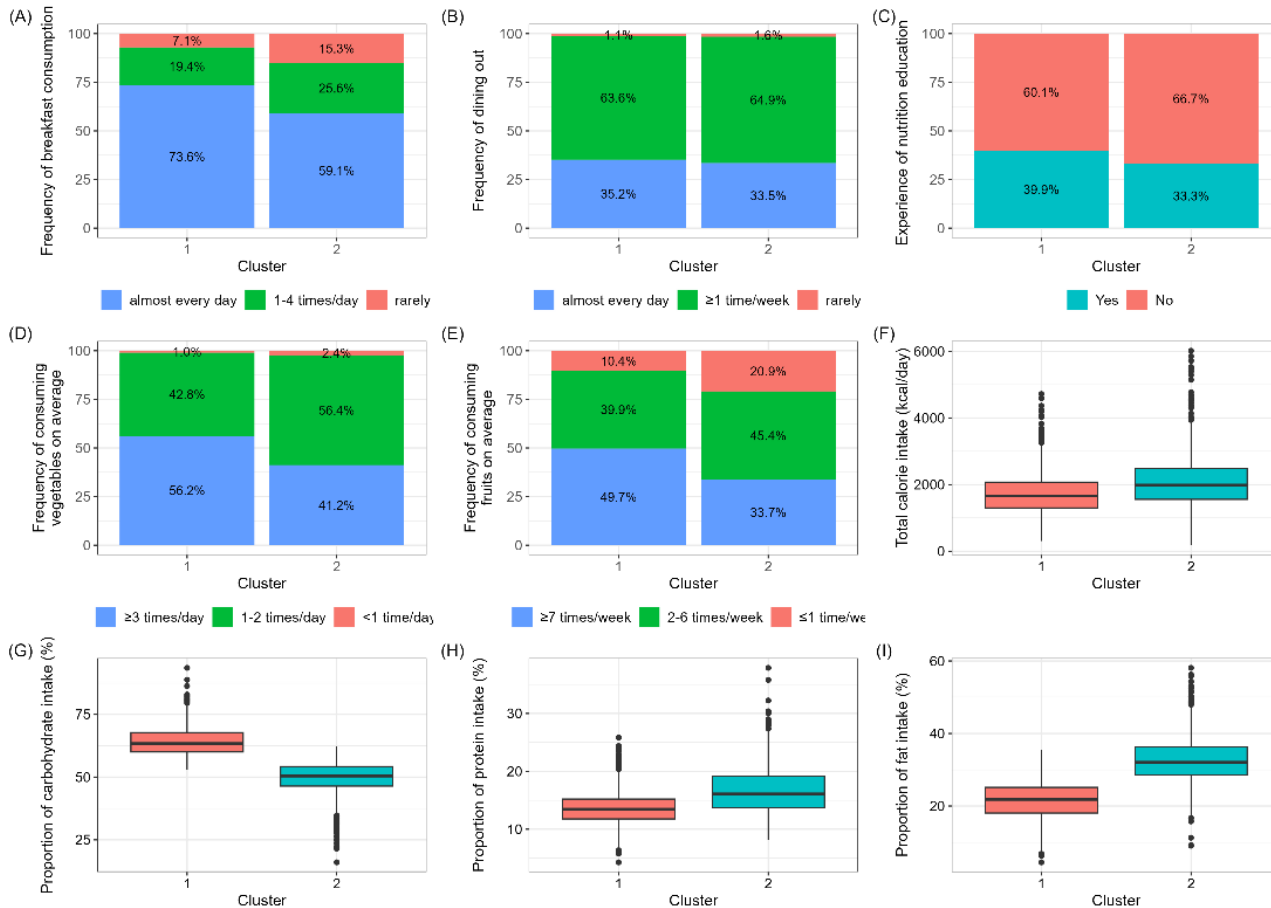 (A)
Frequency of breakfast consumption
100
75
50
25
0
7.1%
19.4%
73.6%
15.3%
25.6%
59.1%
1 2
Cluster
almost every day 1-4 times/day rarely
(B)
Frequency of dining out
100
75
50
25
0
1.1%
63.6%
35.2%
1.6%
64.9%
33.5%
1 2
Cluster
almost every day ≥1 time/week rarely
(C)
Experience of nutrition education
100
75
50
25
0
60.1%
39.9%
66.7%
33.3%
1 2
Cluster
Yes No
(D)
Frequency of consuming
vegetables on average
100
75
50
25
0
1.0%
42.8%
56.2%
2.4%
56.4%
41.2%
1 2
Cluster
≥3 times/day 1-2 times/day <1 time/day
(E)
Frequency of consuming
fruits on average
100
75
50
25
0
10.4%
39.9%
49.7%
20.9%
45.4%
33.7%
1 2
Cluster
≥7 times/week 2-6 times/week ≤1 time/we
(F)
Total calorie intake (kcal/day)
6000
4000
2000
0
1 2
Cluster
(G)
Proportion of carbohydrate intake (%)
75
50
25
1 2
Cluster
(H)
Proportion of protein intake (%)
30
20
10
1 2
Cluster
(I)
Proportion of fat intake (%)
60
40
20
0
1 2
Cluster